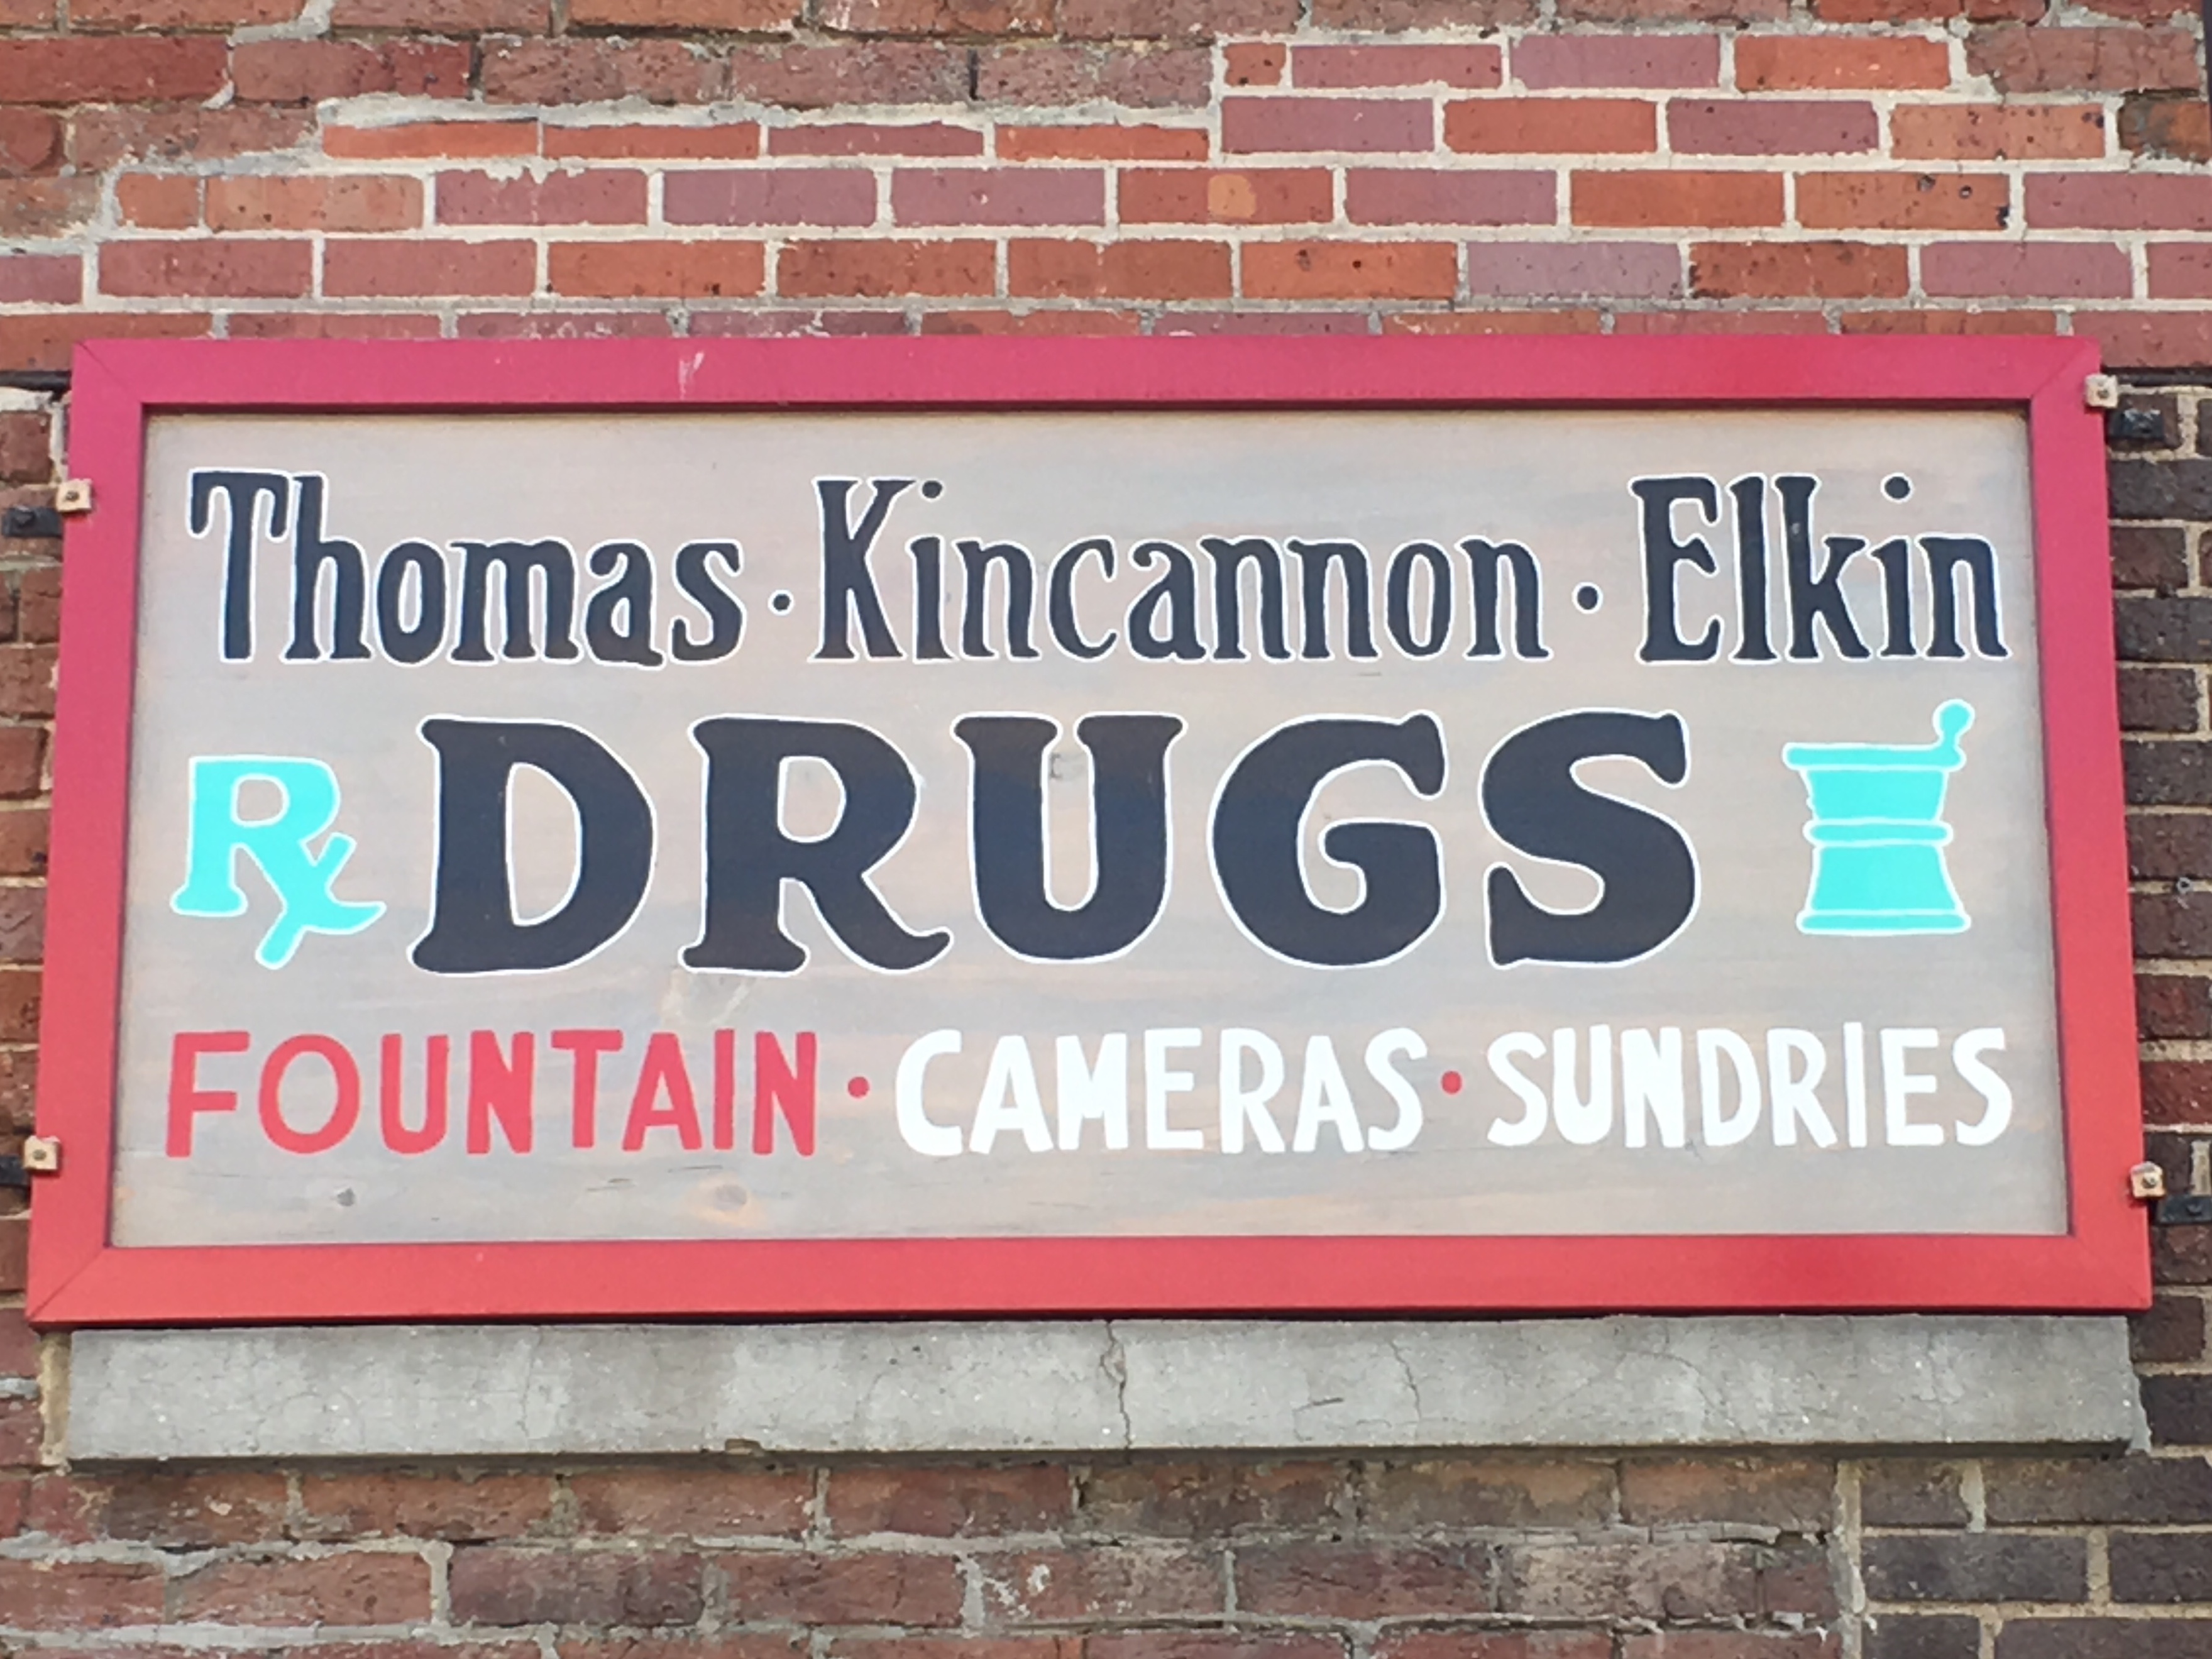 Thomas · Kincannon · Elkin
℞ DRUGS
FOUNTAIN · CAMERAS · SUNDRIES